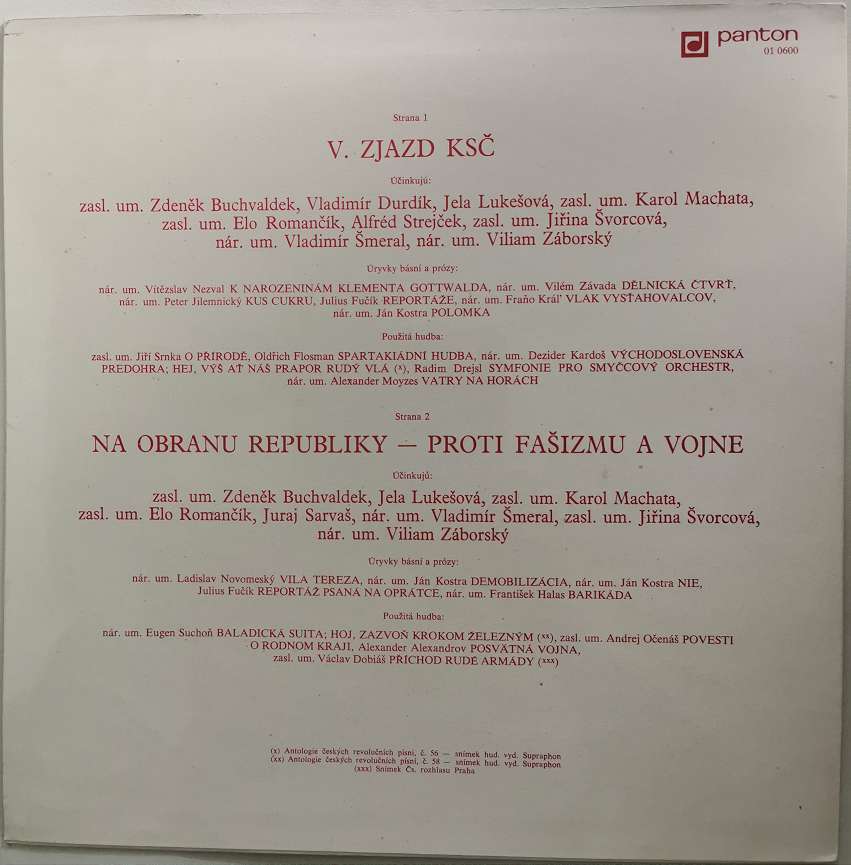 panton
01 0600
Strana 1
V. ZJAZD KSČ
Účinkujú:
zasl. um. Zdeněk Buchvaldek, Vladimír Durdík, Jela Lukešová, zasl. um. Karol Machata,
zasl. um. Elo Romančík, Alfréd Strejček, zasl. um. Jiřina Švorcová,
nár. um. Vladimír Šmeral, nár. um. Viliam Záborský
Úryvky básní a prózy:
nár. um. Vítězslav Nezval K NAROZENINÁM KLEMENTA GOTTWALDA, nár. um. Vilém Závada DĚLNICKÁ ČTVRŤ,
nár. um. Peter Jilemnický KUS CUKRU, Julius Fučík REPORTÁŽE, nár. um. Fraňo Kráľ VLAK VYSŤAHOVALCOV,
nár. um. Ján Kostra POLOMKA
Použitá hudba:
zasl. um. Jiří Srnka O PŘÍRODĚ, Oldřich Flosman SPARTAKIÁDNÍ HUDBA, nár. um. Dezider Kardoš VÝCHODOSLOVENSKÁ
PREDOHRA; HEJ, VÝŠ AŤ NÁŠ PRAPOR RUDÝ VLÁ (x), Radim Drejsl SYMFONIE PRO SMYČCOVÝ ORCHESTR,
nár. um. Alexander Moyzes VATRY NA HORÁCH
Strana 2
NA OBRANU REPUBLIKY — PROTI FAŠIZMU A VOJNE
Účinkujú:
zasl. um. Zdeněk Buchvaldek, Jela Lukešová, zasl. um. Karol Machata,
zasl. um. Elo Romančík, Juraj Sarvaš, nár. um. Vladimír Šmeral, zasl. um. Jiřina Švorcová,
nár. um. Viliam Záborský
Úryvky básní a prózy:
nár. um. Ladislav Novomeský VILA TEREZA, nár. um. Ján Kostra DEMOBILIZÁCIA, nár. um. Ján Kostra NIE,
Julius Fučík REPORTÁŽ PSANÁ NA OPRÁTCE, nár. um. František Halas BARIKÁDA
Použitá hudba:
nár. um. Eugen Suchoň BALADICKÁ SUITA; HOJ, ZAZVOŇ KROKOM ŽELEZNÝM (xx), zasl. um. Andrej Očenáš POVESTI
O RODNOM KRAJI, Alexander Alexandrov POSVÄTNÁ VOJNA,
zasl. um. Václav Dobiáš PŘÍCHOD RUDÉ ARMÁDY (xxx)
(x) Antologie českých revolučních písní, č. 56 — snímek hud. vyd. Supraphon
(xx) Antologie českých revolučních písní, č. 58 — snímek hud. vyd. Supraphon
(xxx) Snímek Čs. rozhlasu Praha